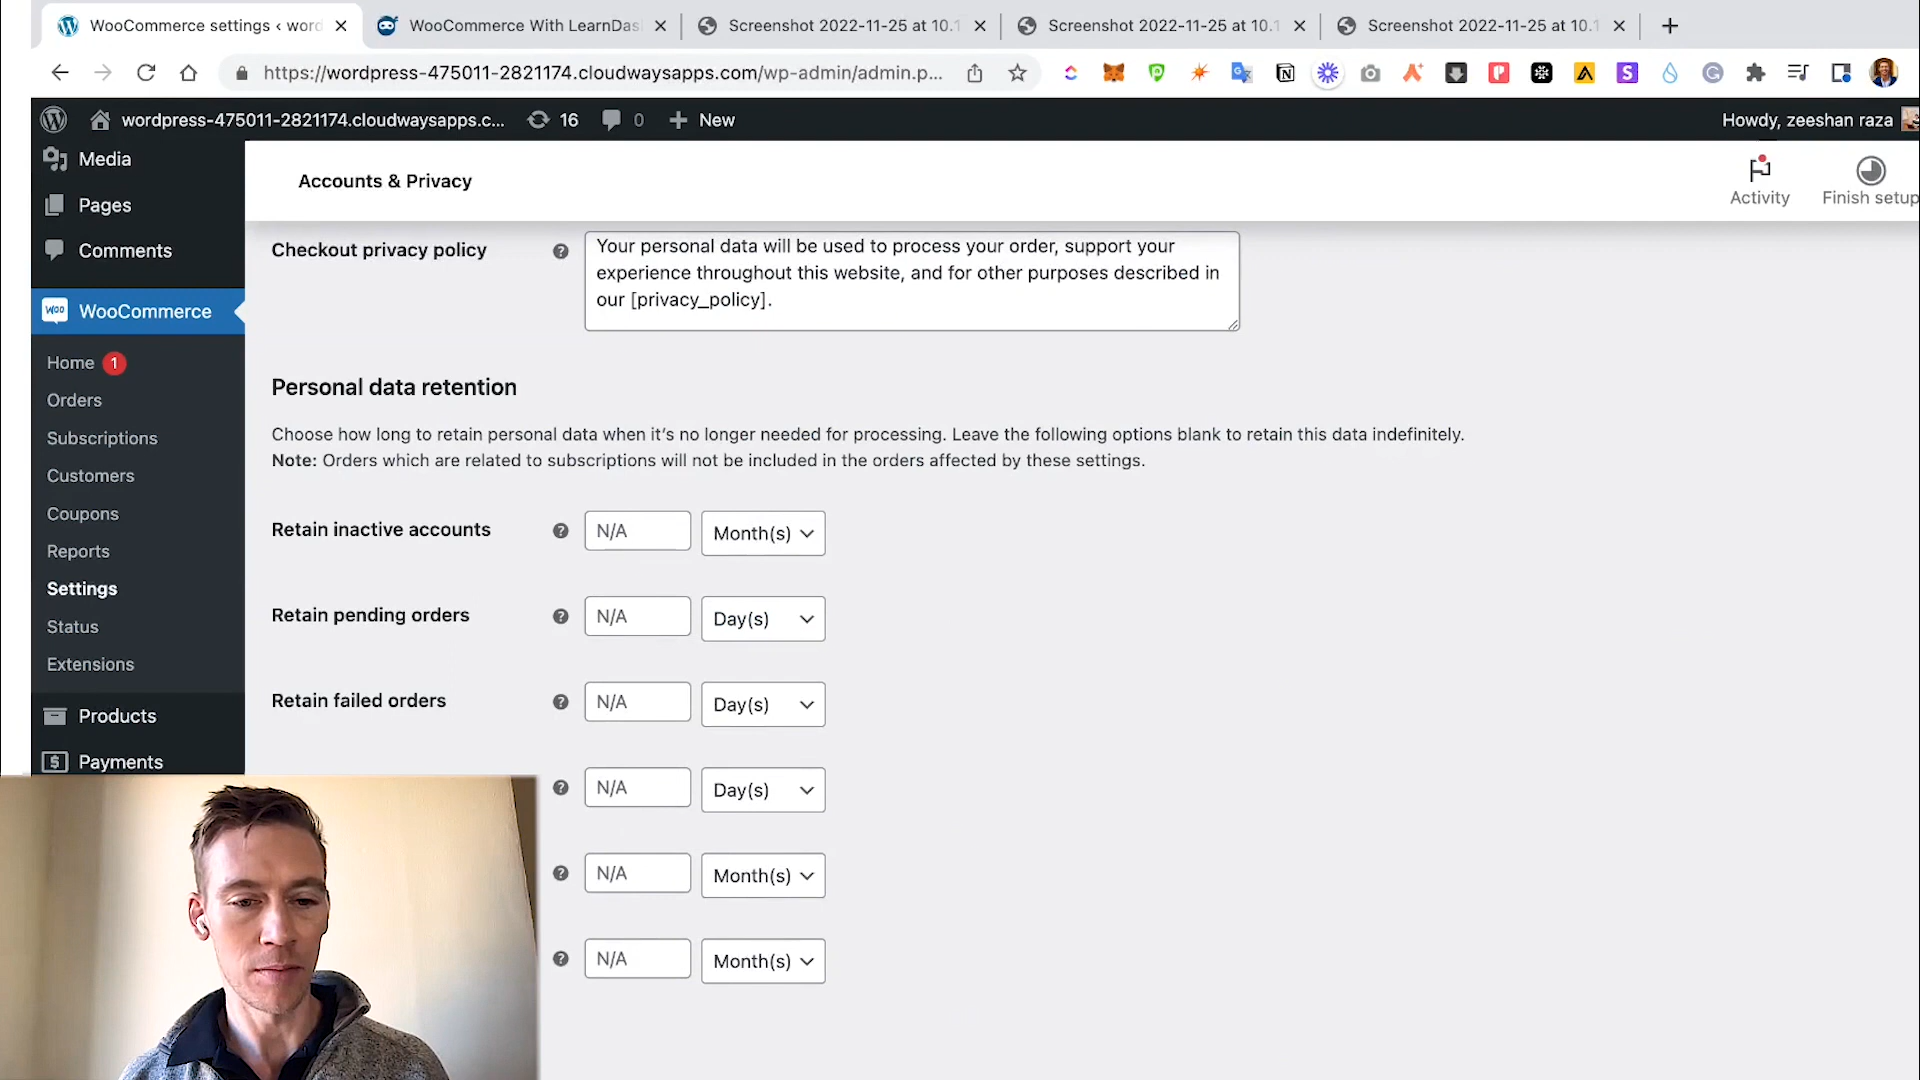 WooCommerce settings ‹ word
WooCommerce With LearnDas
Screenshot 2022-11-25 at 10.1
Screenshot 2022-11-25 at 10.1
Screenshot 2022-11-25 at 10.1
https://wordpress-475011-2821174.cloudwaysapps.com/wp-admin/admin.p...
wordpress-475011-2821174.cloudwaysapps.c...
16
0
New
Howdy, zeeshan raza
Media
Pages
Comments
WooCommerce
Home 1
Orders
Subscriptions
Customers
Coupons
Reports
Settings
Status
Extensions
Products
Payments
Accounts & Privacy
Activity
Finish setup
Checkout privacy policy
Your personal data will be used to process your order, support your
experience throughout this website, and for other purposes described in
our [privacy_policy].
Personal data retention
Choose how long to retain personal data when it's no longer needed for processing. Leave the following options blank to retain this data indefinitely.
Note: Orders which are related to subscriptions will not be included in the orders affected by these settings.
Retain inactive accounts
N/A
Month(s)
Retain pending orders
N/A
Day(s)
Retain failed orders
N/A
Day(s)
N/A
Day(s)
N/A
Month(s)
N/A
Month(s)